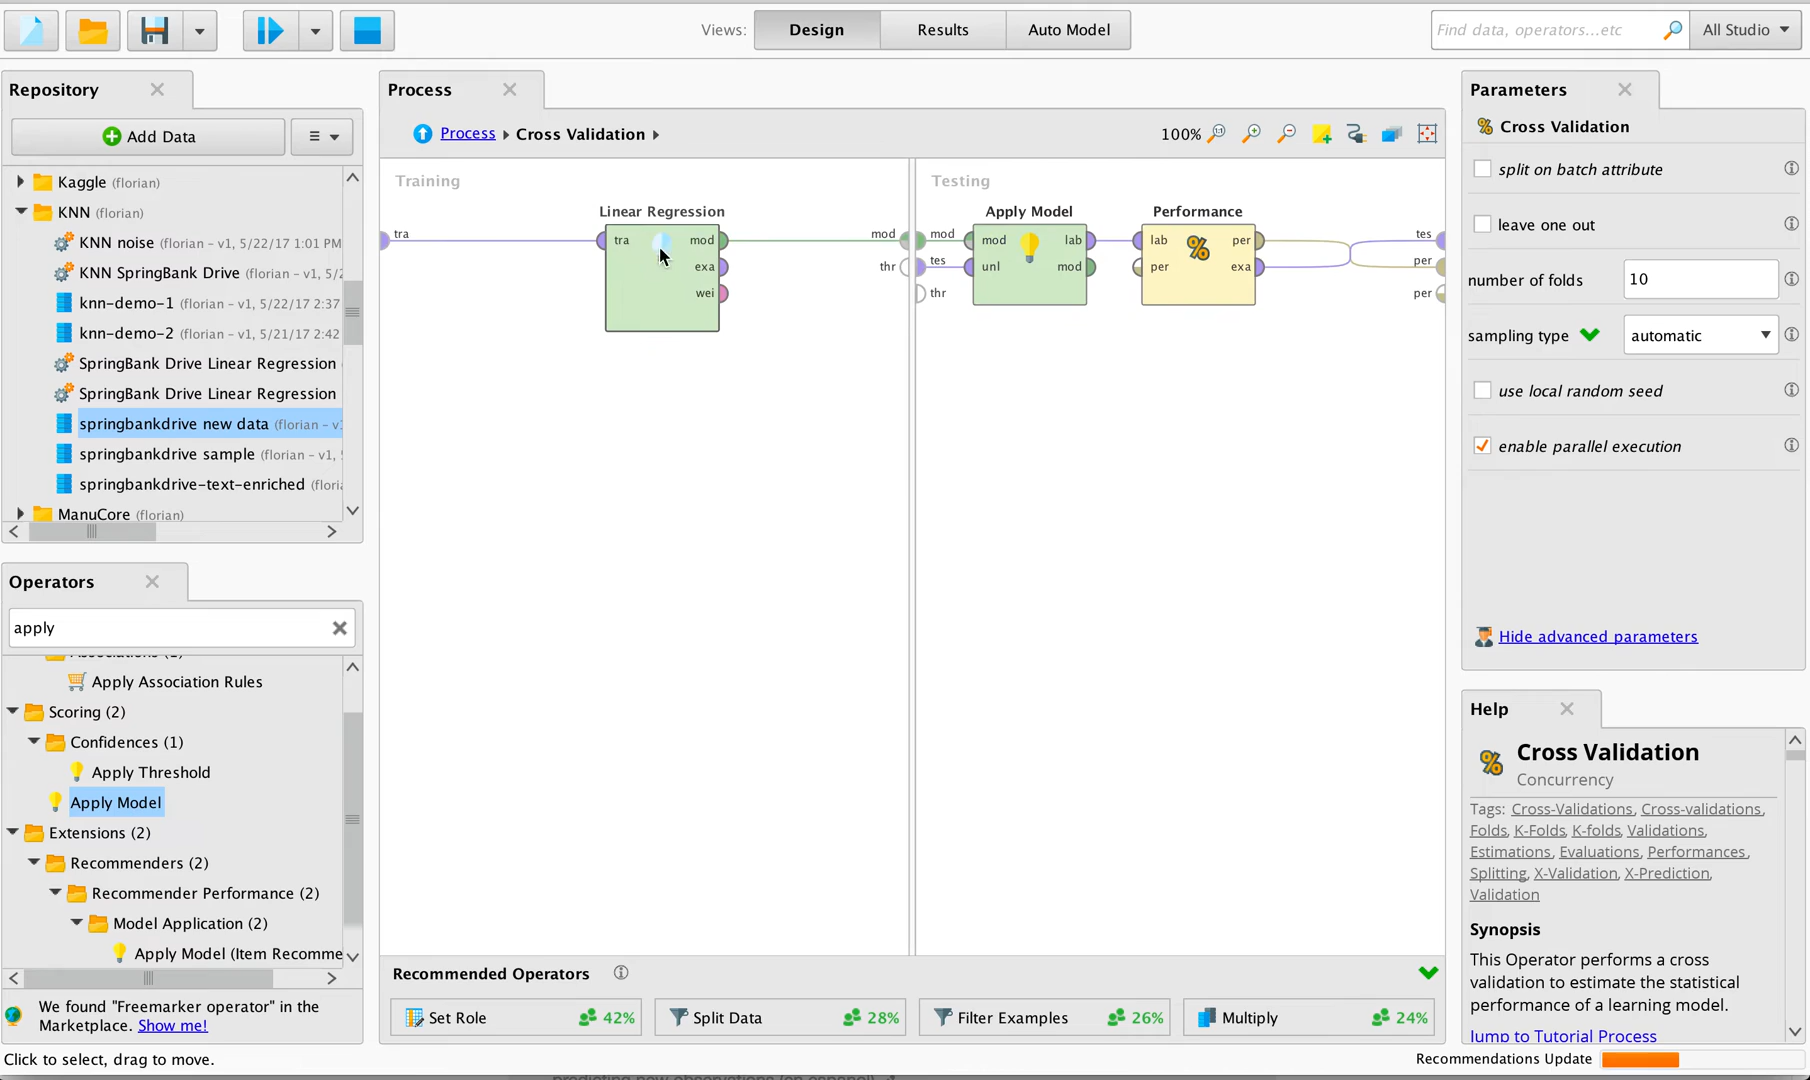 Views: Design Results Auto Model
Find data, operators...etc All Studio
Repository
Add Data
Kaggle (florian)
KNN (florian)
KNN noise (florian – v1, 5/22/17 1:01 PM
KNN SpringBank Drive (florian – v1, 5/2
knn-demo-1 (florian – v1, 5/22/17 2:37
knn-demo-2 (florian – v1, 5/21/17 2:42
SpringBank Drive Linear Regression
SpringBank Drive Linear Regression
springbankdrive new data (florian – v
springbankdrive sample (florian – v1,
springbankdrive-text-enriched (flori
ManuCore (florian)
Operators
apply
Apply Association Rules
Scoring (2)
Confidences (1)
Apply Threshold
Apply Model
Extensions (2)
Recommenders (2)
Recommender Performance (2)
Model Application (2)
Apply Model (Item Recomme
We found "Freemarker operator" in the
Marketplace. Show me!
Click to select, drag to move.
Process
Process Cross Validation
100%
Training
tra
Linear Regression
tra mod
exa
wei
mod
thr
Testing
mod
tes
thr
Apply Model
mod lab
unl mod
Performance
lab per
per exa
tes
per
per
Recommended Operators
Set Role 42%
Split Data 28%
Filter Examples 26%
Multiply 24%
Parameters
Cross Validation
split on batch attribute
leave one out
number of folds 10
sampling type automatic
use local random seed
enable parallel execution
Hide advanced parameters
Help
Cross Validation
Concurrency
Tags: Cross-Validations, Cross-validations,
Folds, K-Folds, K-folds, Validations,
Estimations, Evaluations, Performances,
Splitting, X-Validation, X-Prediction,
Validation
Synopsis
This Operator performs a cross
validation to estimate the statistical
performance of a learning model.
Jump to Tutorial Process
Recommendations Update